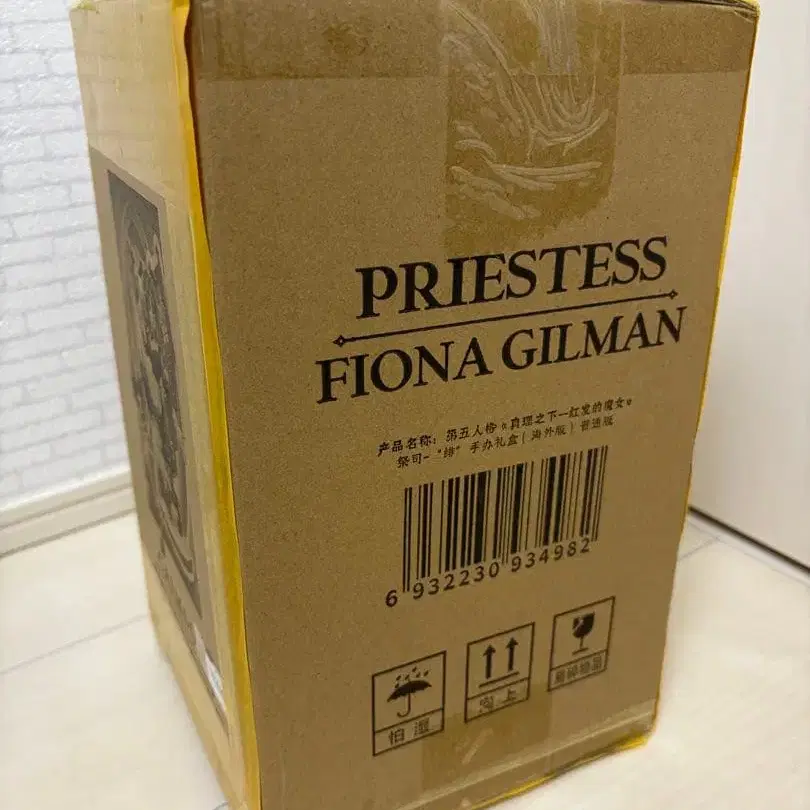 PRIESTESS
FIONA GILMAN
产品名称: 第五人格《真理之下—红发的魔女》
祭司-"绯"手办礼盒(海外版)普通版
6 932230 934982
怕 湿
向 上
易碎物品